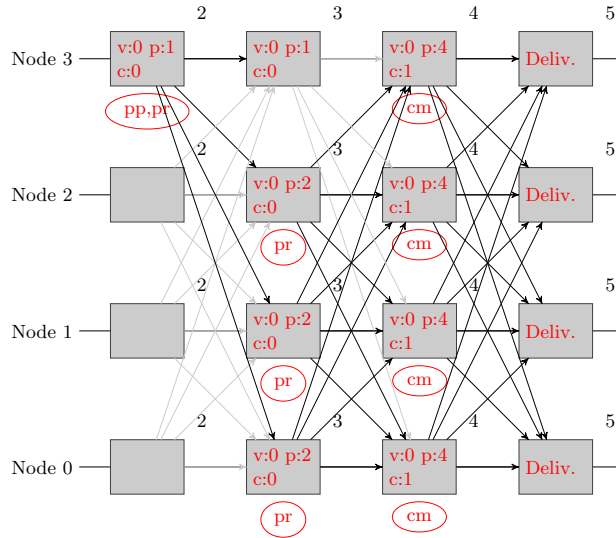 2 3 4 5
Node 3 v:0 p:1 v:0 p:1 v:0 p:4 Deliv.
c:0 c:0 c:1
pp,pr cm
2 3 4 5
Node 2 v:0 p:2 v:0 p:4 Deliv.
c:0 c:1
pr cm
2 3 4 5
Node 1 v:0 p:2 v:0 p:4 Deliv.
c:0 c:1
pr cm
2 3 4 5
Node 0 v:0 p:2 v:0 p:4 Deliv.
c:0 c:1
pr cm